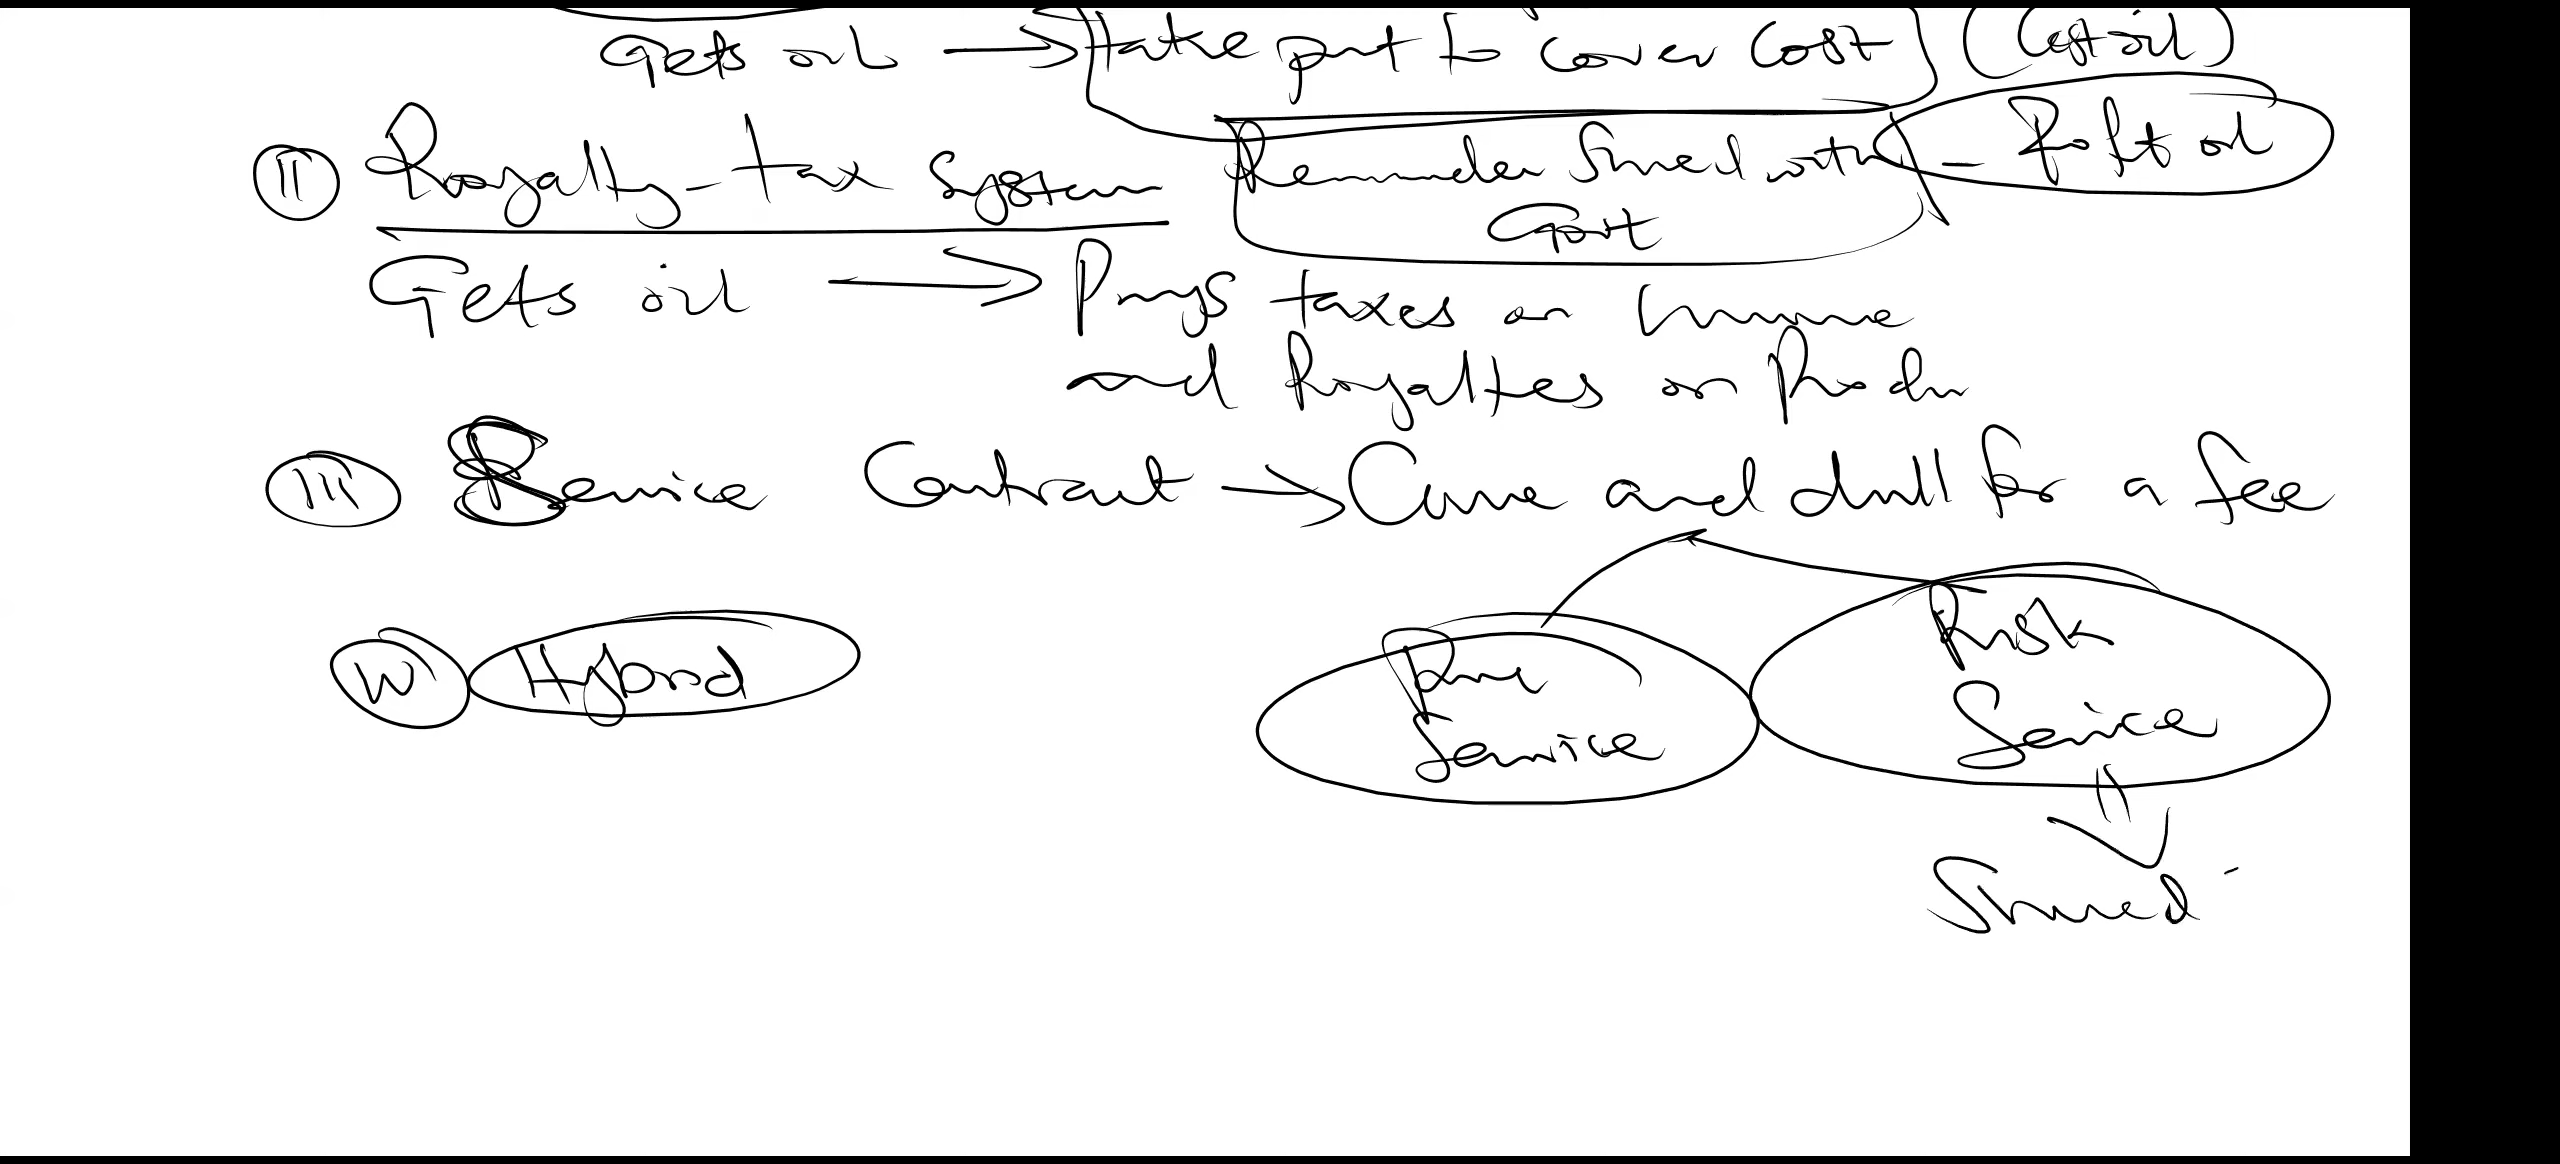 Gets oil → take part to cover cost (Cost oil)
Remainder Shared with Govt - Profit oil
II Royalty-tax system
Gets oil → Pays taxes on Income
and Royalties on Produ
III Service Contract → Come and drill for a fee
IV Hybrid
Pure Service
Risk Service
Shared